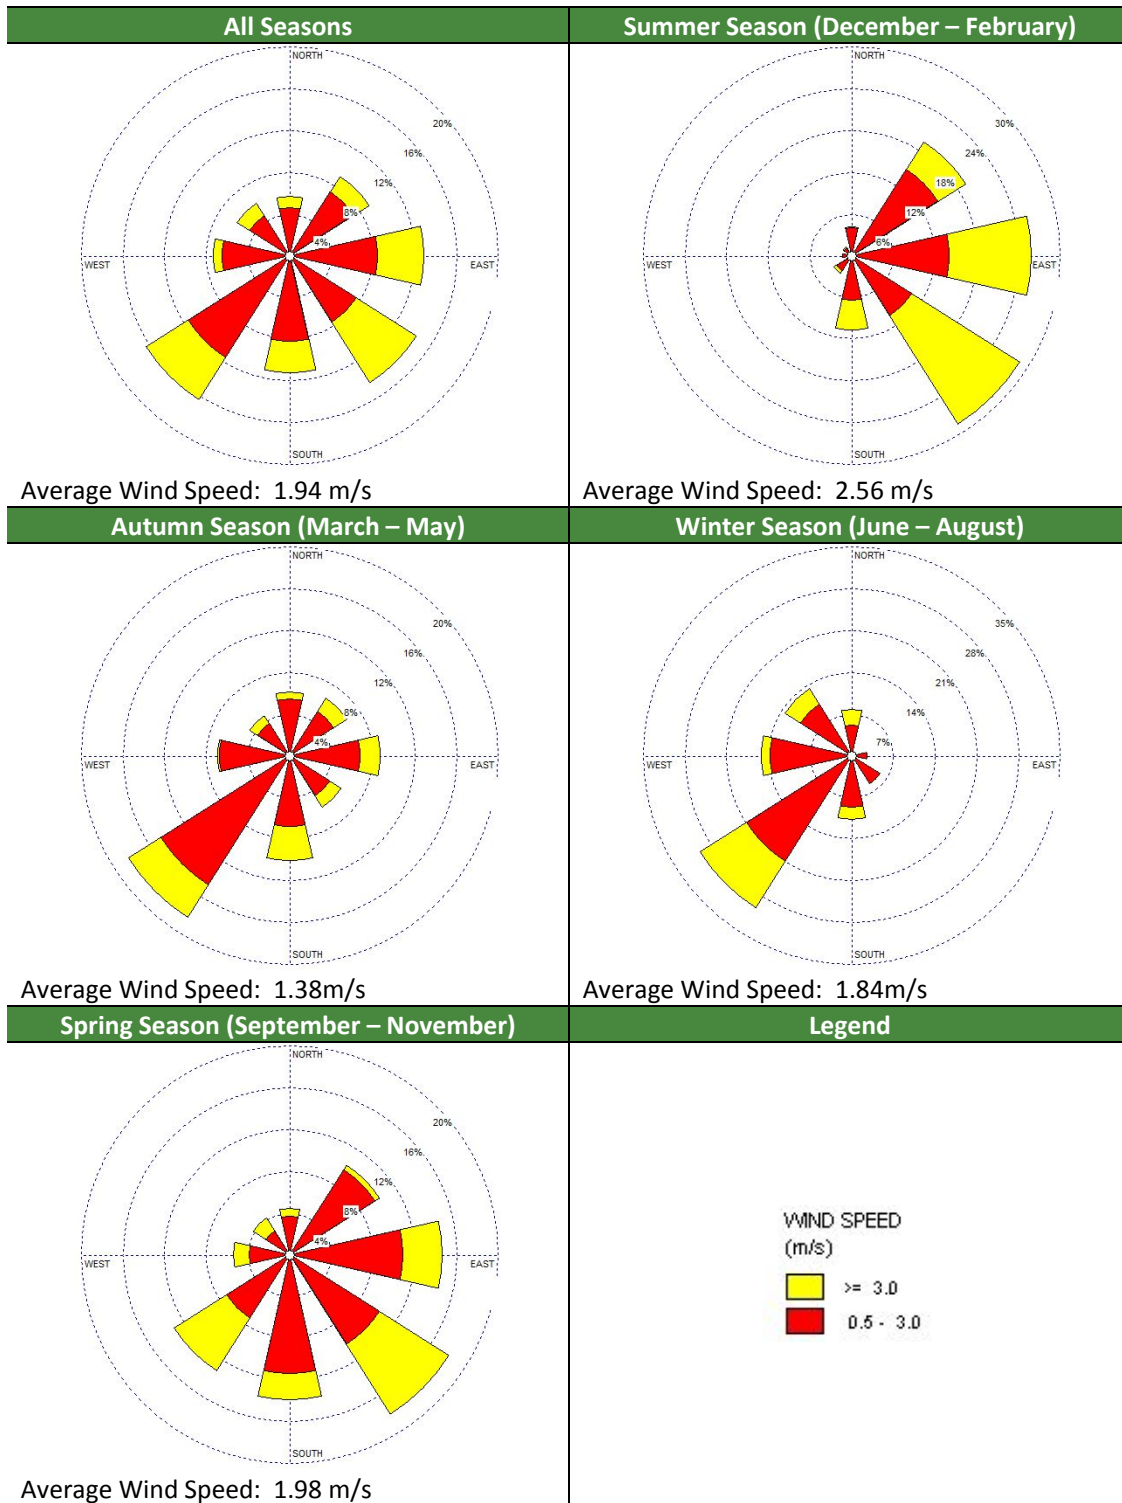 All Seasons
Summer Season (December – February)
NORTH
20%
16%
12%
8%
4%
WEST
EAST
SOUTH
NORTH
30%
24%
18%
12%
6%
WEST
EAST
SOUTH
Average Wind Speed: 1.94 m/s
Average Wind Speed: 2.56 m/s
Autumn Season (March – May)
Winter Season (June – August)
NORTH
20%
16%
12%
8%
4%
WEST
EAST
SOUTH
NORTH
35%
28%
21%
14%
7%
WEST
EAST
SOUTH
Average Wind Speed: 1.38m/s
Average Wind Speed: 1.84m/s
Spring Season (September – November)
Legend
NORTH
20%
16%
12%
8%
4%
WEST
EAST
SOUTH
WIND SPEED
(m/s)
>= 3.0
0.5 - 3.0
Average Wind Speed: 1.98 m/s